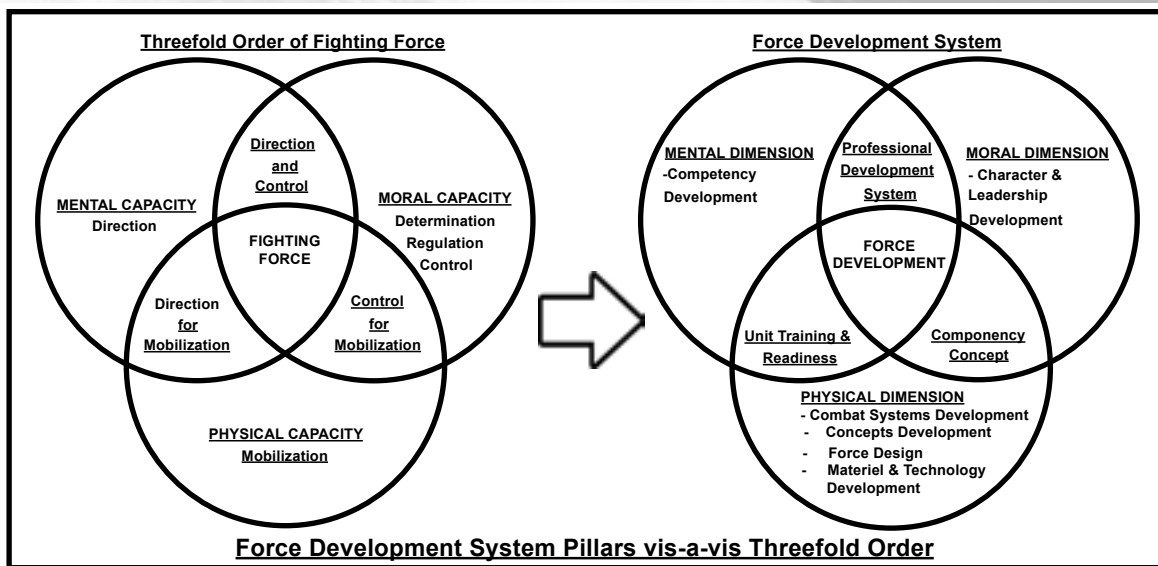 Threefold Order of Fighting Force
Direction
and
Control
MENTAL CAPACITY
Direction
MORAL CAPACITY
Determination
Regulation
Control
FIGHTING
FORCE
Direction
for
Mobilization
Control
for
Mobilization
PHYSICAL CAPACITY
Mobilization
Force Development System
MENTAL DIMENSION
-Competency
Development
Professional
Development
System
MORAL DIMENSION
- Character &
Leadership
Development
FORCE
DEVELOPMENT
Unit Training &
Readiness
Componency
Concept
PHYSICAL DIMENSION
- Combat Systems Development
- Concepts Development
- Force Design
- Materiel & Technology
Development
Force Development System Pillars vis-a-vis Threefold Order